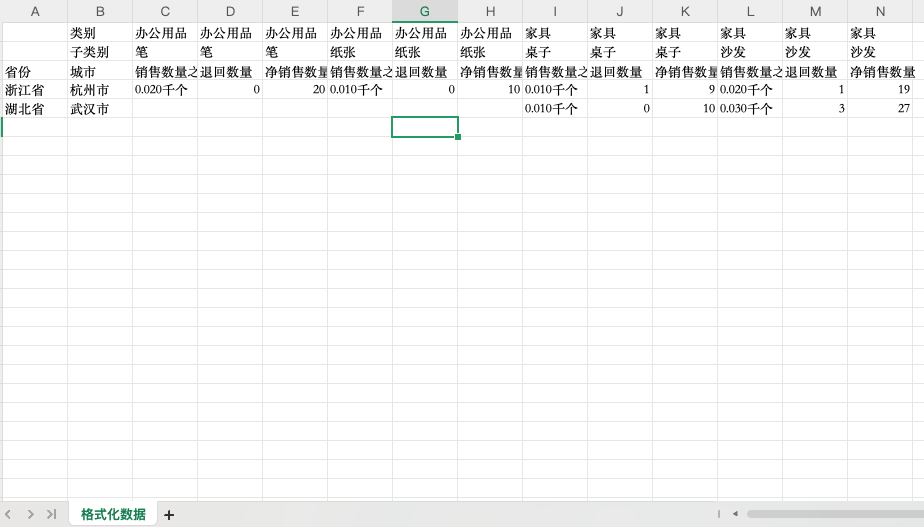 A B C D E F G H I J K L M N
类别 办公用品 办公用品 办公用品 办公用品 办公用品 办公用品 家具 家具 家具 家具 家具 家具
子类别 笔 笔 笔 纸张 纸张 纸张 桌子 桌子 桌子 沙发 沙发 沙发
省份 城市 销售数量之 退回数量 净销售数量 销售数量之 退回数量 净销售数量 销售数量之 退回数量 净销售数量 销售数量之 退回数量 净销售数量
浙江省 杭州市 0.020千个 0 20 0.010千个 0 10 0.010千个 1 9 0.020千个 1 19
湖北省 武汉市 0.010千个 0 10 0.030千个 3 27
格式化数据 +